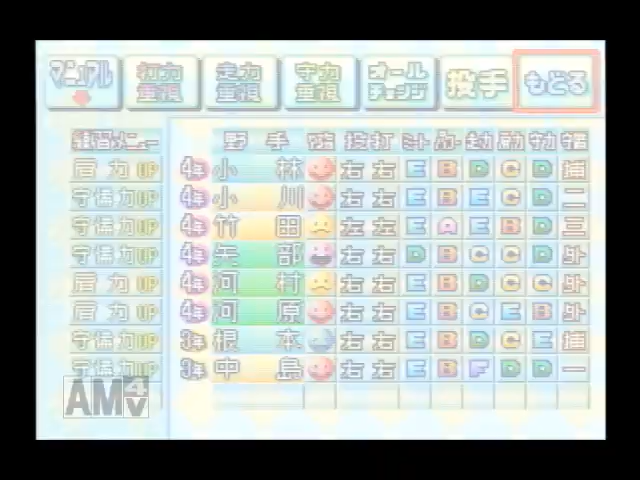 マニュアル 打力重視 走力重視 守力重視 オールチェンジ 投手 もどる
練習メニュー 野手 投打 ミート パワー 走力 肩力 守力 守備
肩力UP 4年 小林 右右 E B D C D 捕
守備力UP 4年 小川 右右 E B E C D 二
守備力UP 4年 竹田 左左 E A E B D 三
守備力UP 4年 矢部 右右 D B C C D 外
肩力UP 4年 河村 右右 E B D C C 外
肩力UP 4年 河原 右右 E B C E B 外
守備力UP 3年 根本 右右 E B D C E 捕
守備力UP 3年 中島 右右 E B F D D 一
AM4V